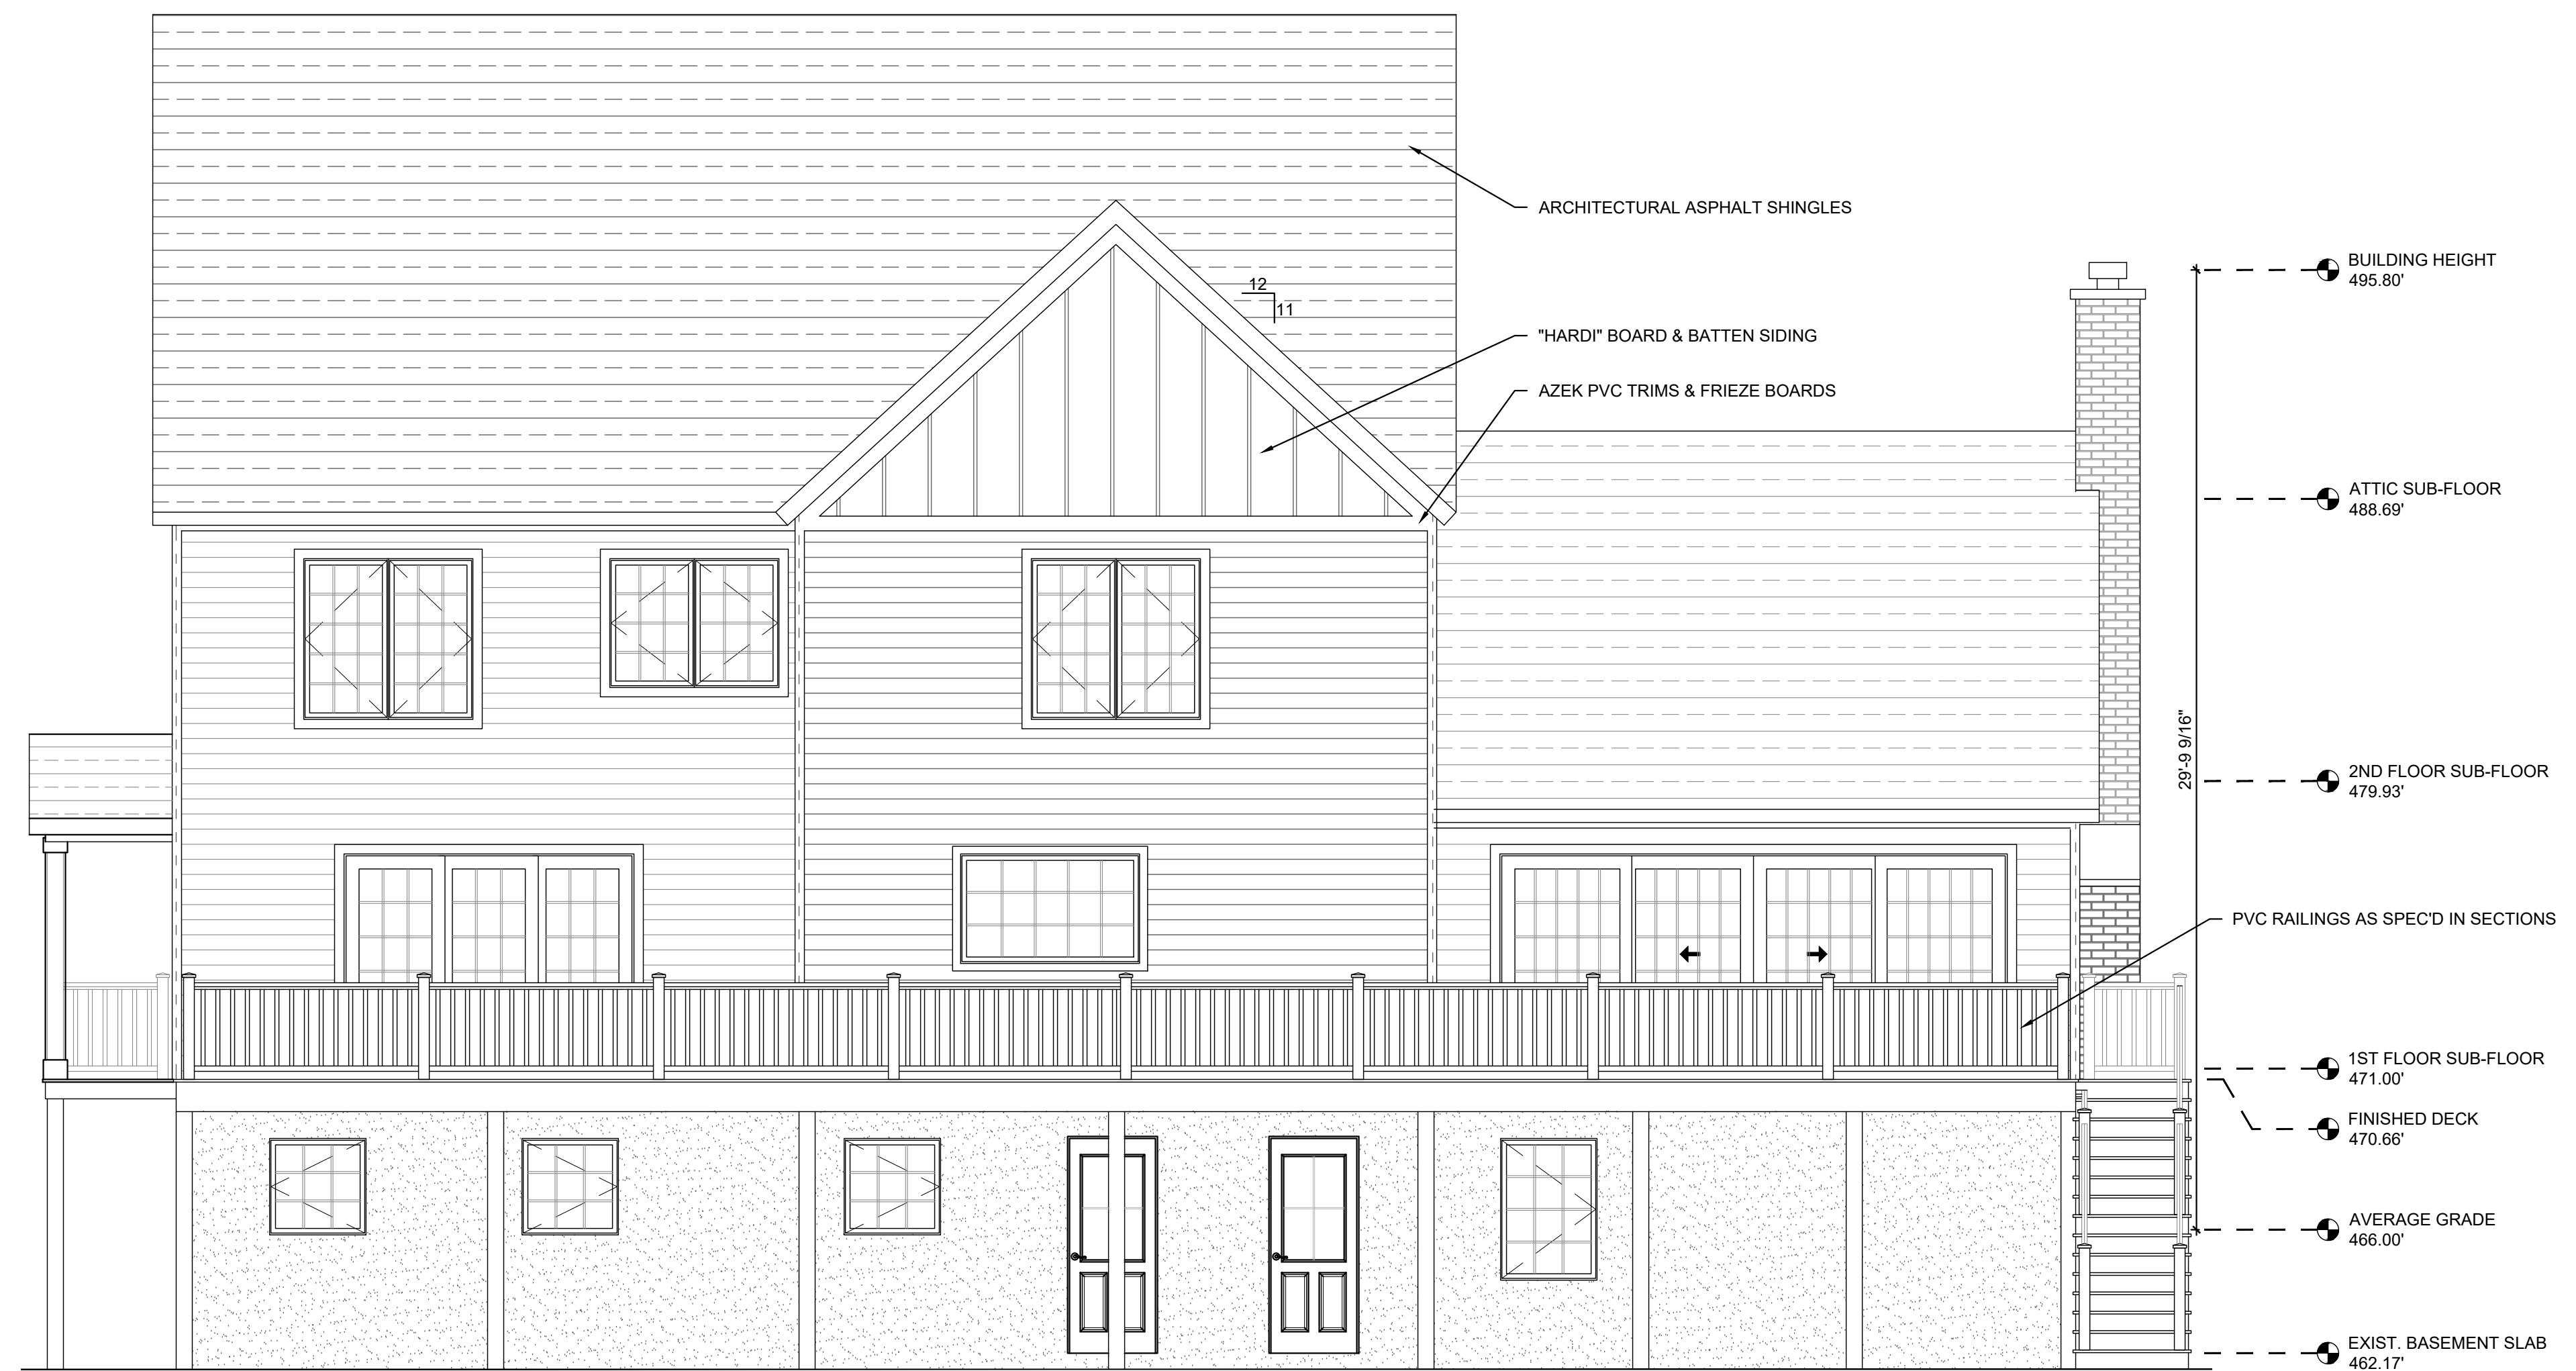 ARCHITECTURAL ASPHALT SHINGLES
BUILDING HEIGHT
495.80'
12
11
"HARDI" BOARD & BATTEN SIDING
AZEK PVC TRIMS & FRIEZE BOARDS
ATTIC SUB-FLOOR
488.69'
29'-9 9/16"
2ND FLOOR SUB-FLOOR
479.93'
PVC RAILINGS AS SPEC'D IN SECTIONS
1ST FLOOR SUB-FLOOR
471.00'
FINISHED DECK
470.66'
AVERAGE GRADE
466.00'
EXIST. BASEMENT SLAB
462.17'